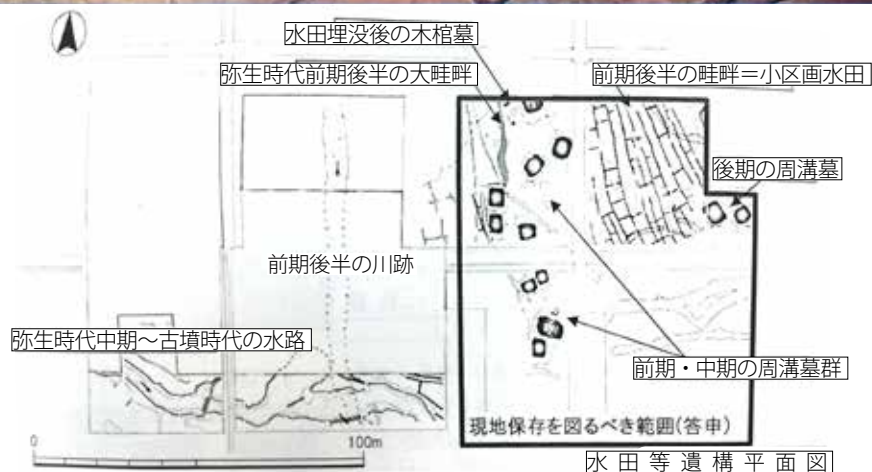 水田埋没後の木棺墓
弥生時代前期後半の大畦畔
前期後半の畦畔=小区画水田
後期の周溝墓
前期後半の川跡
弥生時代中期～古墳時代の水路
前期・中期の周溝墓群
現地保存を図るべき範囲(答申)
0
100m
水田等遺構平面図